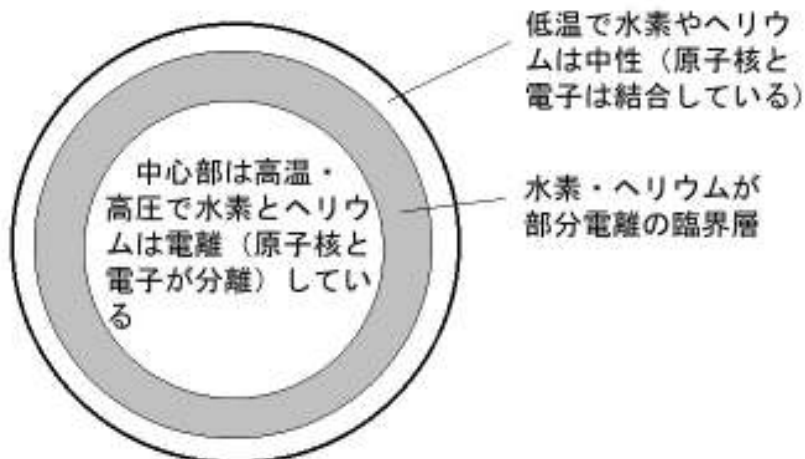 低温で水素やヘリウ
ムは中性（原子核と
電子は結合している）
中心部は高温・
高圧で水素とヘリウ
ムは電離（原子核と
電子が分離）してい
る
水素・ヘリウムが
部分電離の臨界層